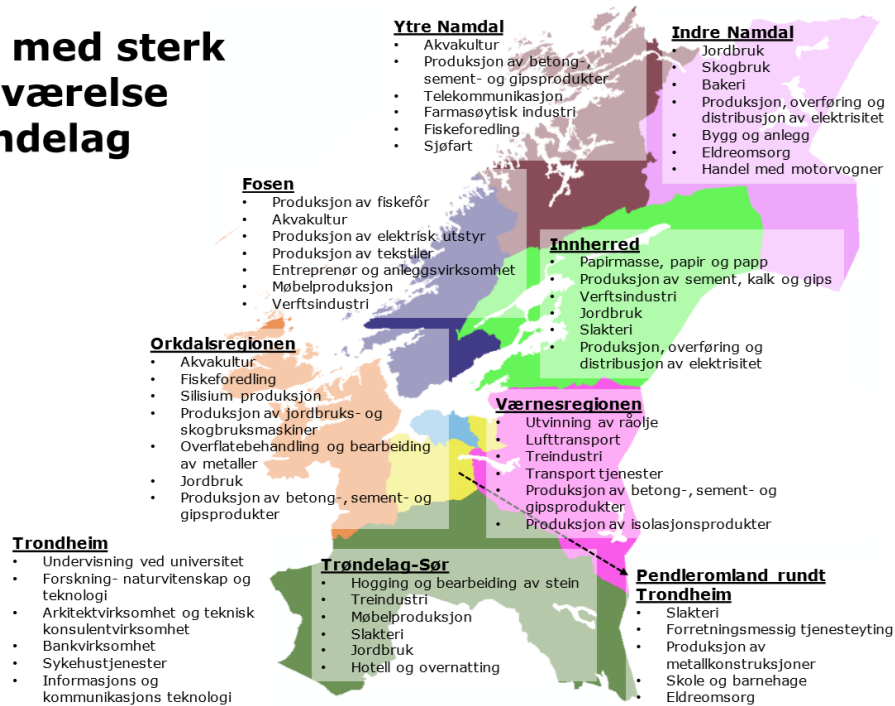 med sterk
værelse
ndelag
Ytre Namdal
• Akvakultur
• Produksjon av betong-,
sement- og gipsprodukter
• Telekommunikasjon
• Farmasøytisk industri
• Fiskeforedling
• Sjøfart
Indre Namdal
• Jordbruk
• Skogbruk
• Bakeri
• Produksjon, overføring og
distribusjon av elektrisitet
• Bygg og anlegg
• Eldreomsorg
• Handel med motorvogner
Fosen
• Produksjon av fiskefôr
• Akvakultur
• Produksjon av elektrisk utstyr
• Produksjon av tekstiler
• Entreprenør og anleggsvirksomhet
• Møbelproduksjon
• Verftsindustri
Innherred
• Papirmasse, papir og papp
• Produksjon av sement, kalk og gips
• Verftsindustri
• Jordbruk
• Slakteri
• Produksjon, overføring og
distribusjon av elektrisitet
Orkdalsregionen
• Akvakultur
• Fiskeforedling
• Silisium produksjon
• Produksjon av jordbruks- og
skogbruksmaskiner
• Overflatebehandling og bearbeiding
av metaller
• Jordbruk
• Produksjon av betong-, sement- og
gipsprodukter
Værnesregionen
• Utvinning av råolje
• Lufttransport
• Treindustri
• Transport tjenester
• Produksjon av betong-, sement- og
gipsprodukter
• Produksjon av isolasjonsprodukter
Trondheim
• Undervisning ved universitet
• Forskning- naturvitenskap og
teknologi
• Arkitektvirksomhet og teknisk
konsulentvirksomhet
• Bankvirksomhet
• Sykehustjenester
• Informasjons og
kommunikasjons teknologi
Trøndelag-Sør
• Hogging og bearbeiding av stein
• Treindustri
• Møbelproduksjon
• Slakteri
• Jordbruk
• Hotell og overnatting
Pendleromland rundt
Trondheim
• Slakteri
• Forretningsmessig tjenesteyting
• Produksjon av
metallkonstruksjoner
• Skole og barnehage
• Eldreomsorg